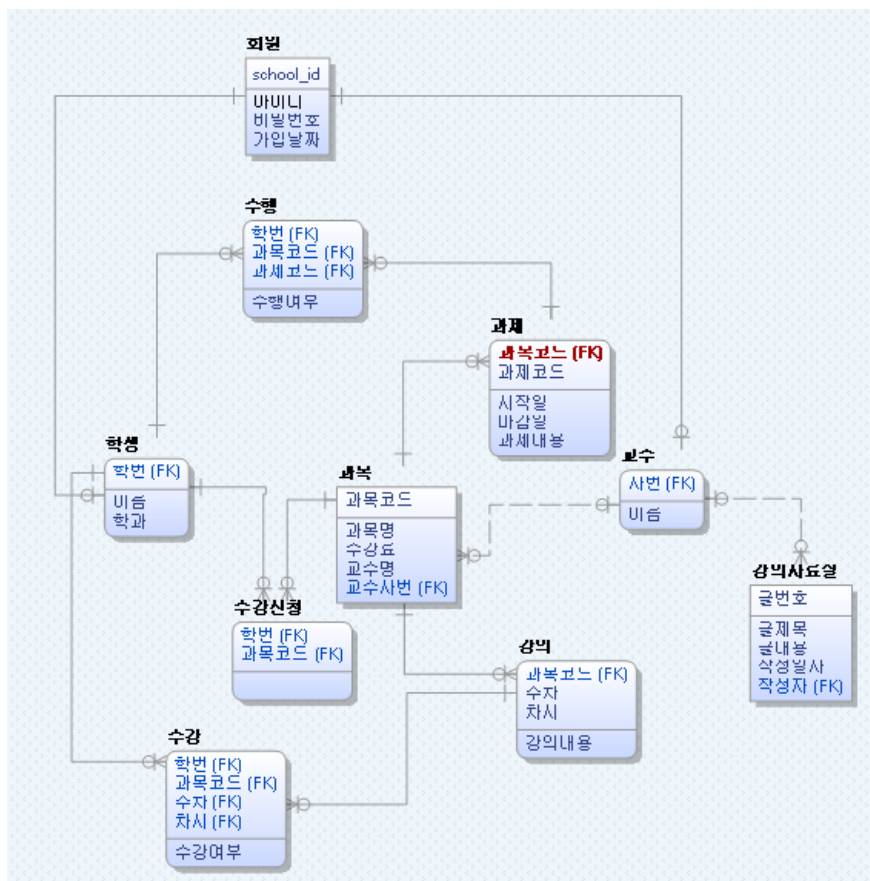 회원
school_id
비밀번호
가입날짜
수행
학번 (FK)
과목코드 (FK)
과제코드 (FK)
수행여부
과제
과목코드 (FK)
과제코드
시작일
마감일
과제내용
학생
학번 (FK)
이름
학과
과목
과목코드
과목명
수강료
교수명
교수사번 (FK)
교수
사번 (FK)
이름
강의자료실
글번호
글제목
글내용
작성일자
작성자 (FK)
수강신청
학번 (FK)
과목코드 (FK)
강의
과목코드 (FK)
주차
차시
강의내용
수강
학번 (FK)
과목코드 (FK)
주차 (FK)
차시 (FK)
수강여부